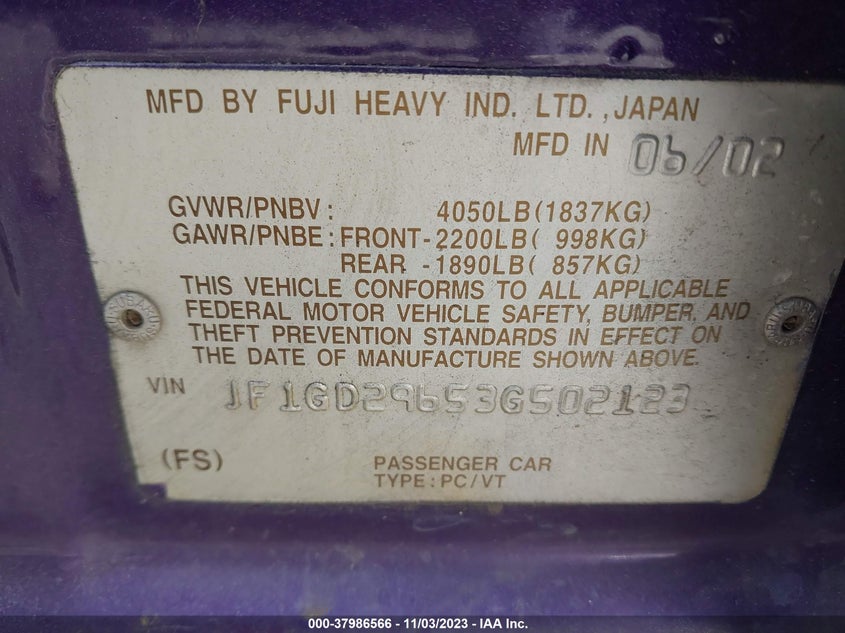 MFD BY FUJI HEAVY IND. LTD., JAPAN
MFD IN 06/02
GVWR/PNBV: 4050LB(1837KG)
GAWR/PNBE: FRONT-2200LB( 998KG)
REAR -1890LB( 857KG)
THIS VEHICLE CONFORMS TO ALL APPLICABLE
FEDERAL MOTOR VEHICLE SAFETY, BUMPER, AND
THEFT PREVENTION STANDARDS IN EFFECT ON
THE DATE OF MANUFACTURE SHOWN ABOVE.
VIN JF1GD29653G502123
(FS) PASSENGER CAR
TYPE: PC/VT
000-37986566 - 11/03/2023 - IAA Inc.